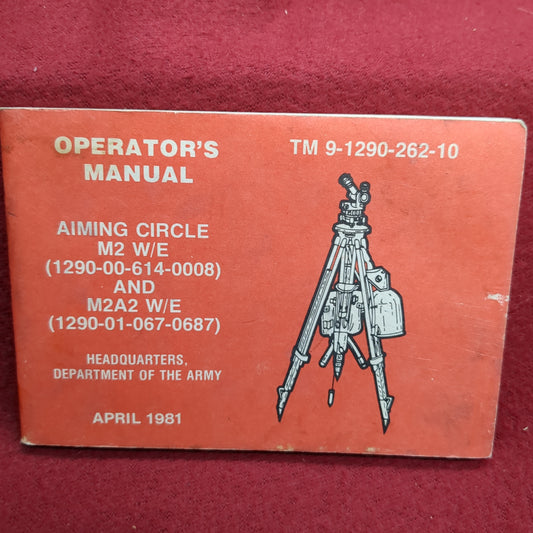 OPERATOR'S
MANUAL
TM 9-1290-262-10
AIMING CIRCLE
M2 W/E
(1290-00-614-0008)
AND
M2A2 W/E
(1290-01-067-0687)
HEADQUARTERS,
DEPARTMENT OF THE ARMY
APRIL 1981